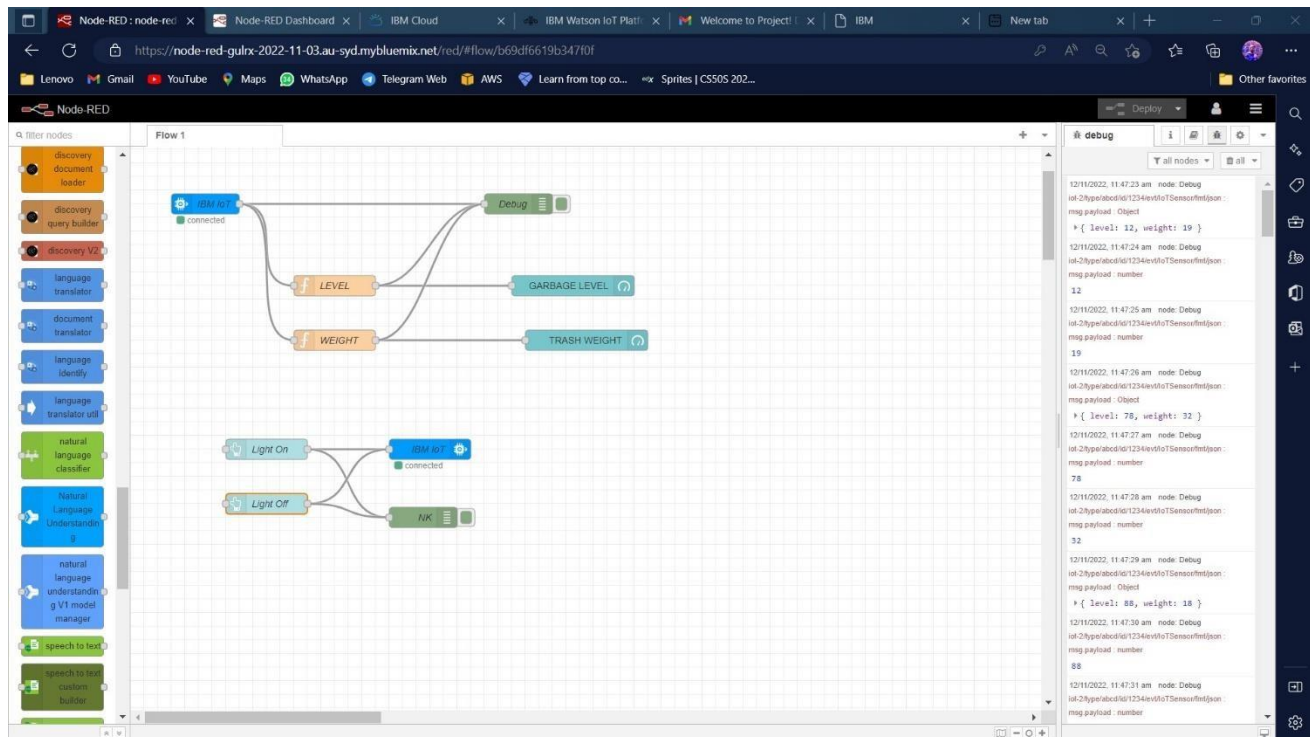 Node-RED : node-red
Node-RED Dashboard
IBM Cloud
IBM Watson IoT Platf
Welcome to Project!
IBM
New tab
https://node-red-gulrx-2022-11-03.au-syd.mybluemix.net/red/#flow/b69df6619b347f0f
Lenovo
Gmail
YouTube
Maps
WhatsApp
Telegram Web
AWS
Learn from top co...
Sprites | CS50S 202...
Other favorites
Node-RED
Deploy
filter nodes
discovery
document
loader
discovery
query builder
discovery V2
language
translator
document
translator
language
identify
language
translator util
natural
language
classifier
Natural
Language
Understandin
g
natural
language
understandin
g V1 model
manager
speech to text
speech to text
custom
builder
Flow 1
IBM IoT
connected
Debug
LEVEL
GARBAGE LEVEL
WEIGHT
TRASH WEIGHT
Light On
IBM IoT
connected
Light Off
NK
debug
all nodes
all
12/11/2022, 11:47:23 am node: Debug
iot-2/type/abcd/id/1234/evt/IoTSensor/fmt/json :
msg.payload : Object
{ level: 12, weight: 19 }
12/11/2022, 11:47:24 am node: Debug
iot-2/type/abcd/id/1234/evt/IoTSensor/fmt/json :
msg.payload : number
12
12/11/2022, 11:47:25 am node: Debug
iot-2/type/abcd/id/1234/evt/IoTSensor/fmt/json :
msg.payload : number
19
12/11/2022, 11:47:26 am node: Debug
iot-2/type/abcd/id/1234/evt/IoTSensor/fmt/json :
msg.payload : Object
{ level: 78, weight: 32 }
12/11/2022, 11:47:27 am node: Debug
iot-2/type/abcd/id/1234/evt/IoTSensor/fmt/json :
msg.payload : number
78
12/11/2022, 11:47:28 am node: Debug
iot-2/type/abcd/id/1234/evt/IoTSensor/fmt/json :
msg.payload : number
32
12/11/2022, 11:47:29 am node: Debug
iot-2/type/abcd/id/1234/evt/IoTSensor/fmt/json :
msg.payload : Object
{ level: 88, weight: 18 }
12/11/2022, 11:47:30 am node: Debug
iot-2/type/abcd/id/1234/evt/IoTSensor/fmt/json :
msg.payload : number
88
12/11/2022, 11:47:31 am node: Debug
iot-2/type/abcd/id/1234/evt/IoTSensor/fmt/json :
msg.payload : number